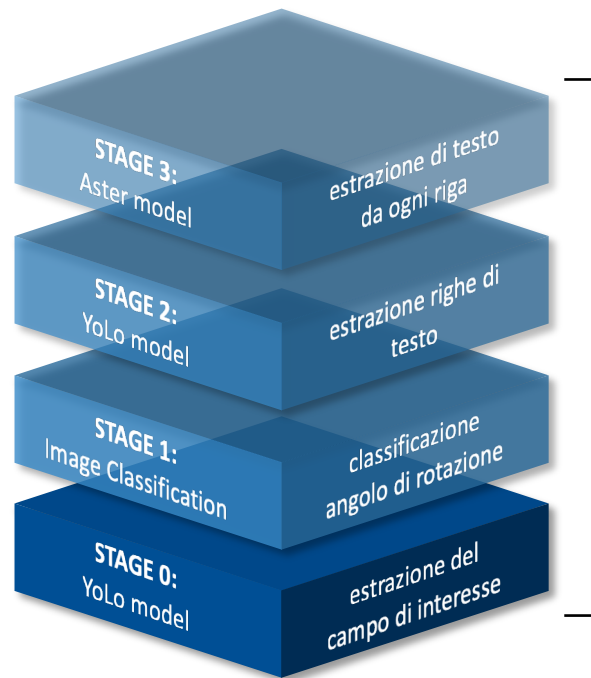 STAGE 3:
Aster model
estrazione di testo
da ogni riga
STAGE 2:
YoLo model
estrazione righe di
testo
STAGE 1:
Image Classification
classificazione
angolo di rotazione
STAGE 0:
YoLo model
estrazione del
campo di interesse